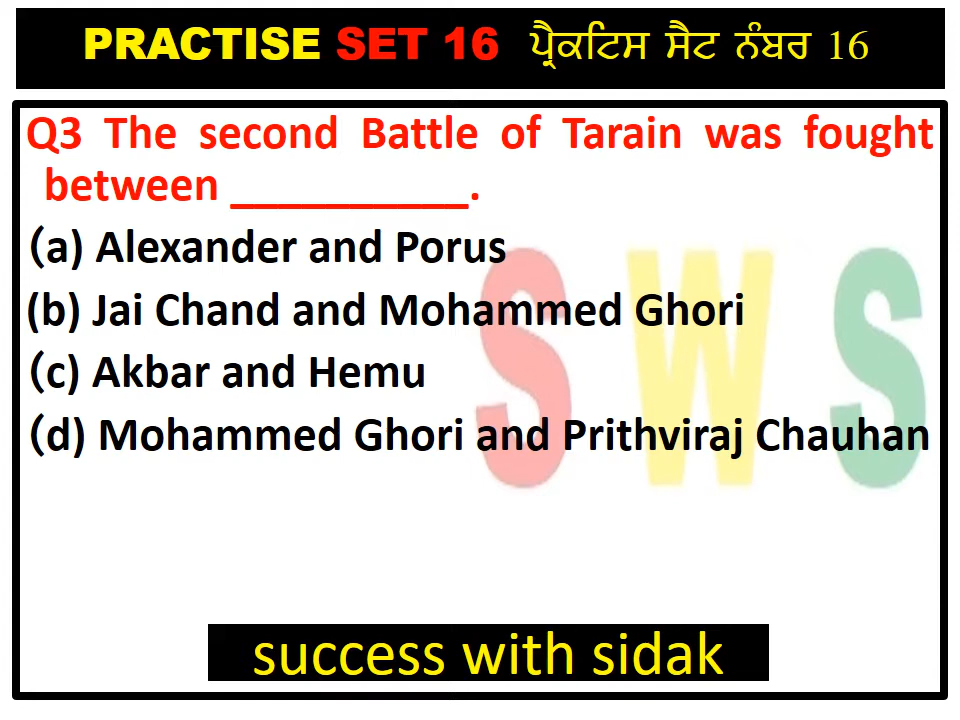 PRACTISE SET 16 ਪ੍ਰੈਕਟਿਸ ਸੈਟ ਨੰਬਰ 16
Q3 The second Battle of Tarain was fought
between __________.
(a) Alexander and Porus
(b) Jai Chand and Mohammed Ghori
(c) Akbar and Hemu
(d) Mohammed Ghori and Prithviraj Chauhan
SWS
success with sidak